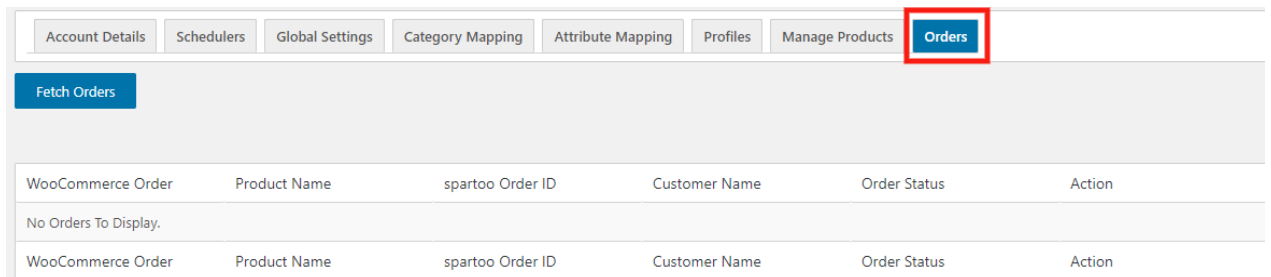 Account Details Schedulers Global Settings Category Mapping Attribute Mapping Profiles Manage Products Orders
Fetch Orders
WooCommerce Order Product Name spartoo Order ID Customer Name Order Status Action
No Orders To Display.
WooCommerce Order Product Name spartoo Order ID Customer Name Order Status Action